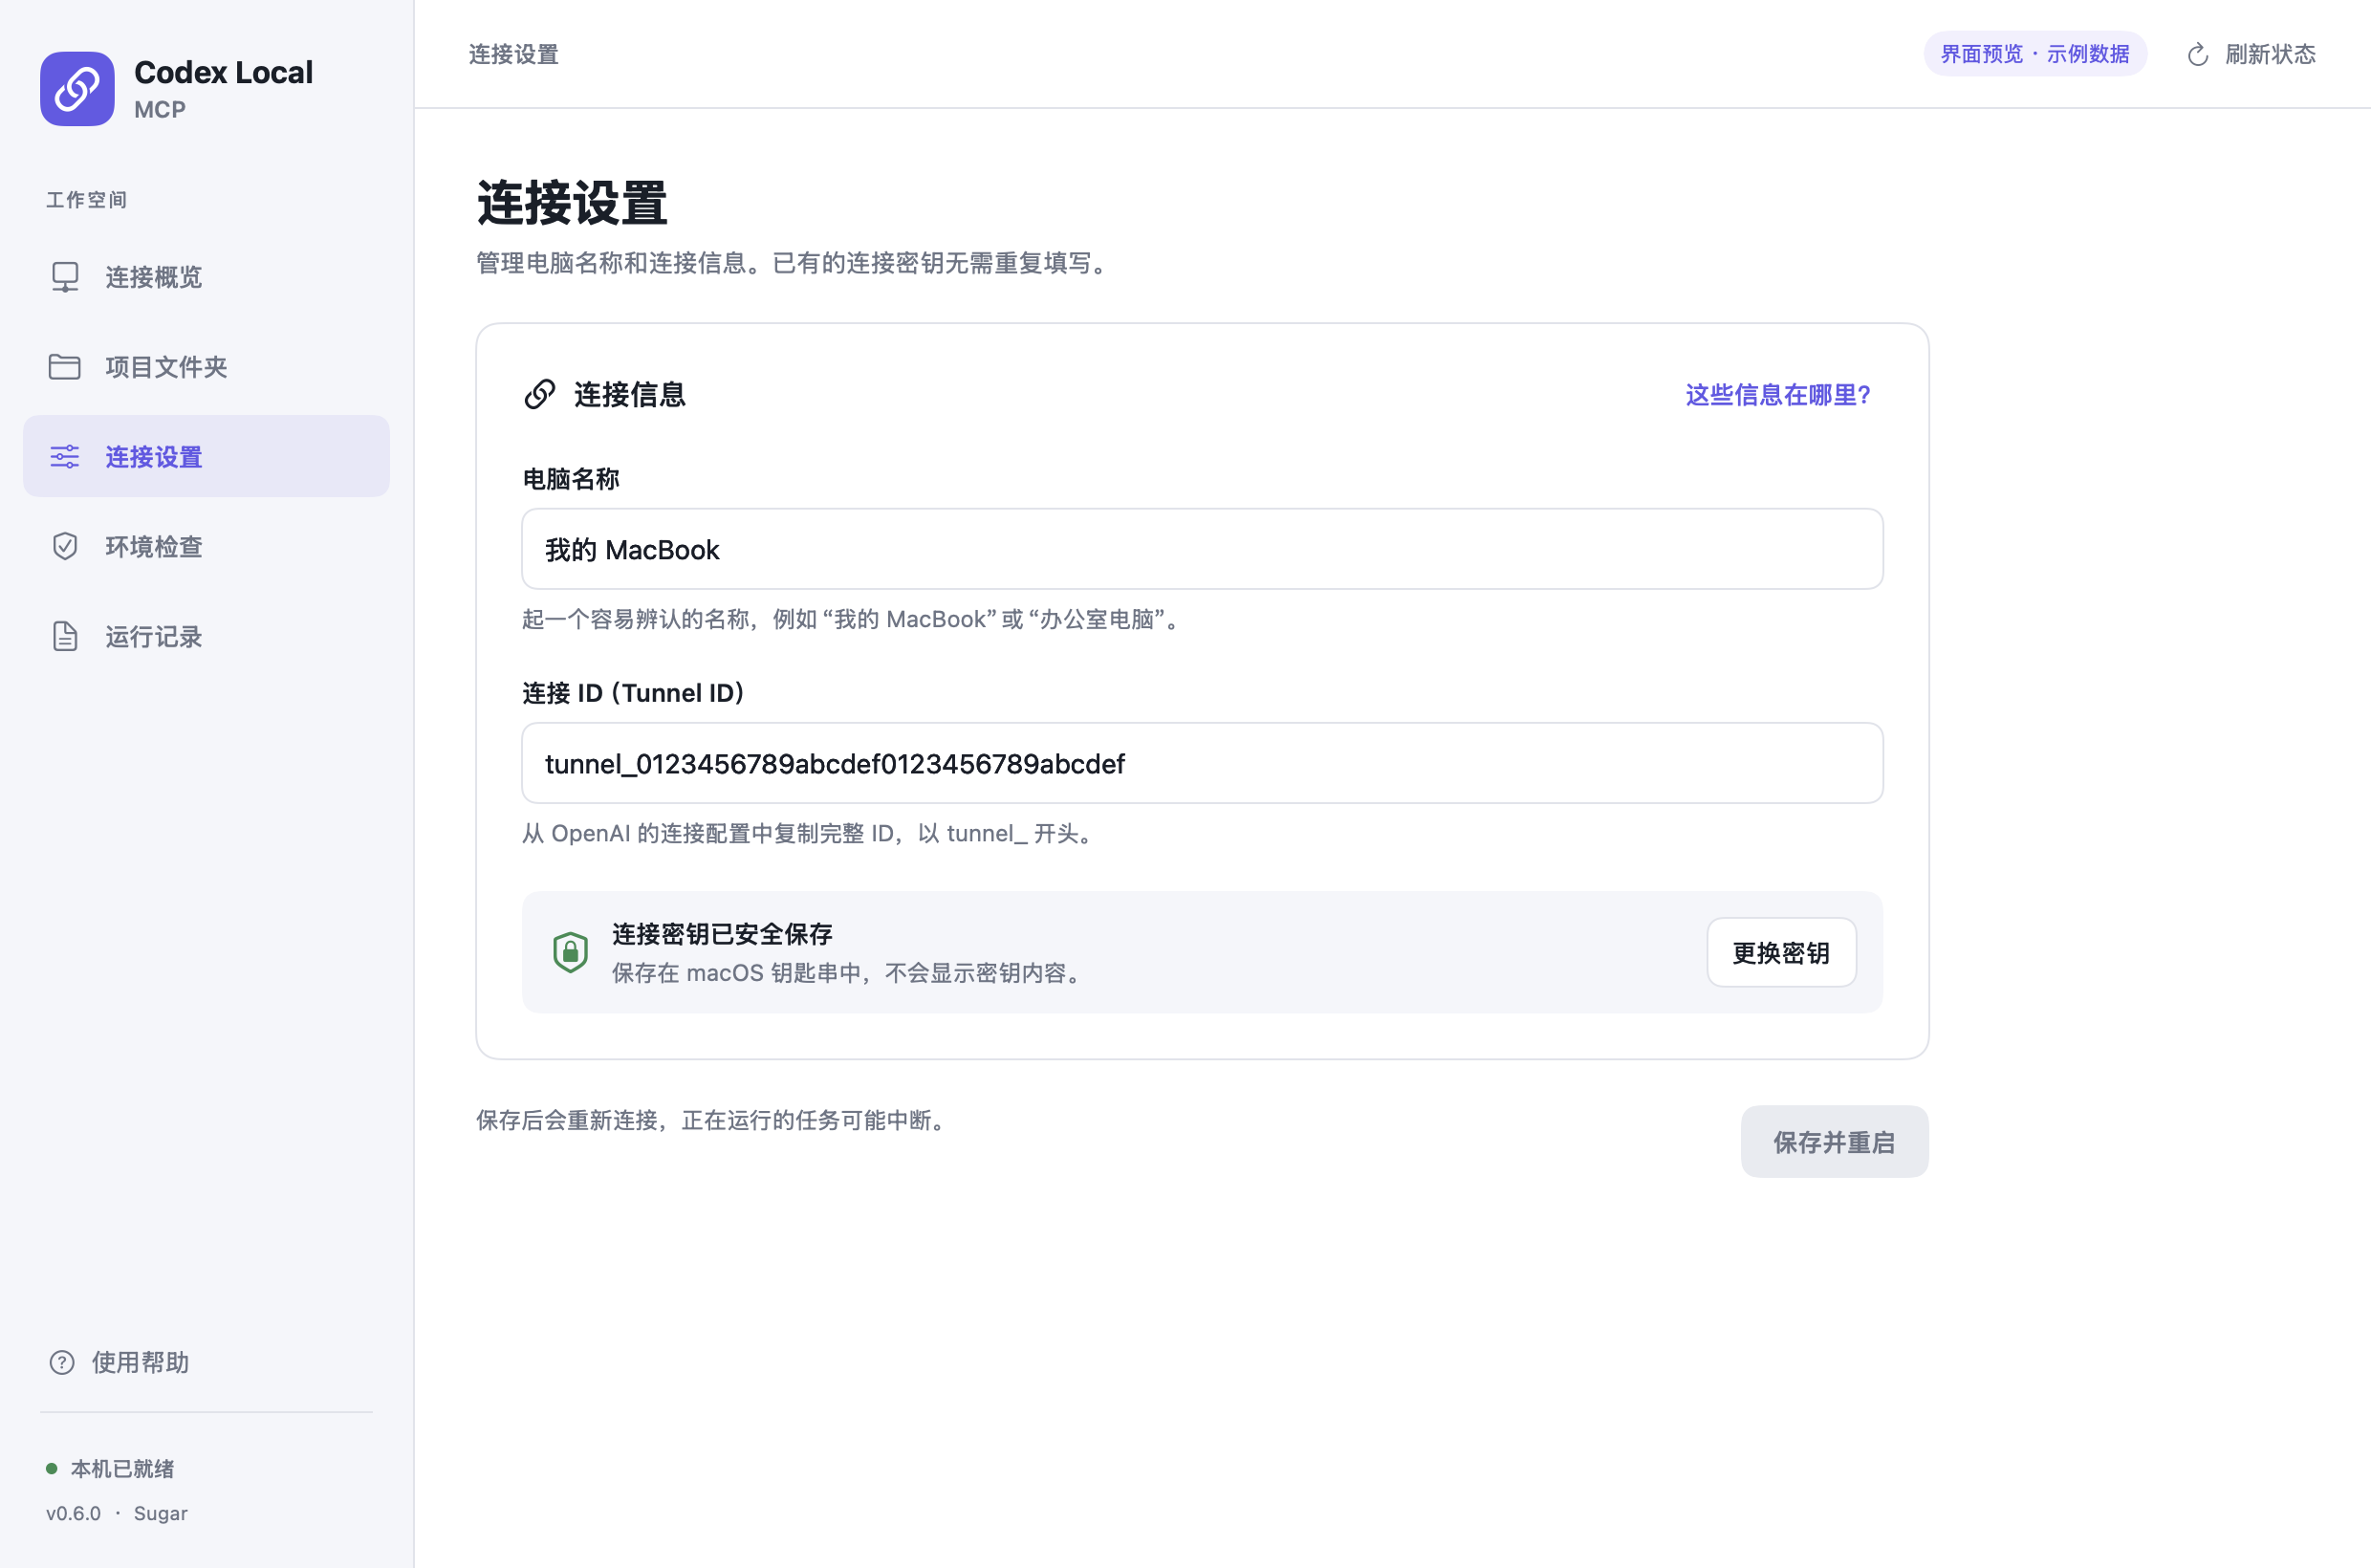 Codex Local
MCP
工作空间
连接概览
项目文件夹
连接设置
环境检查
运行记录
使用帮助
本机已就绪
v0.6.0 · Sugar
连接设置
界面预览 · 示例数据
刷新状态
连接设置
管理电脑名称和连接信息。已有的连接密钥无需重复填写。
连接信息
这些信息在哪里?
电脑名称
我的 MacBook
起一个容易辨认的名称，例如“我的 MacBook”或“办公室电脑”。
连接 ID (Tunnel ID)
tunnel_0123456789abcdef0123456789abcdef
从 OpenAI 的连接配置中复制完整 ID，以 tunnel_ 开头。
连接密钥已安全保存
保存在 macOS 钥匙串中，不会显示密钥内容。
更换密钥
保存后会重新连接，正在运行的任务可能中断。
保存并重启